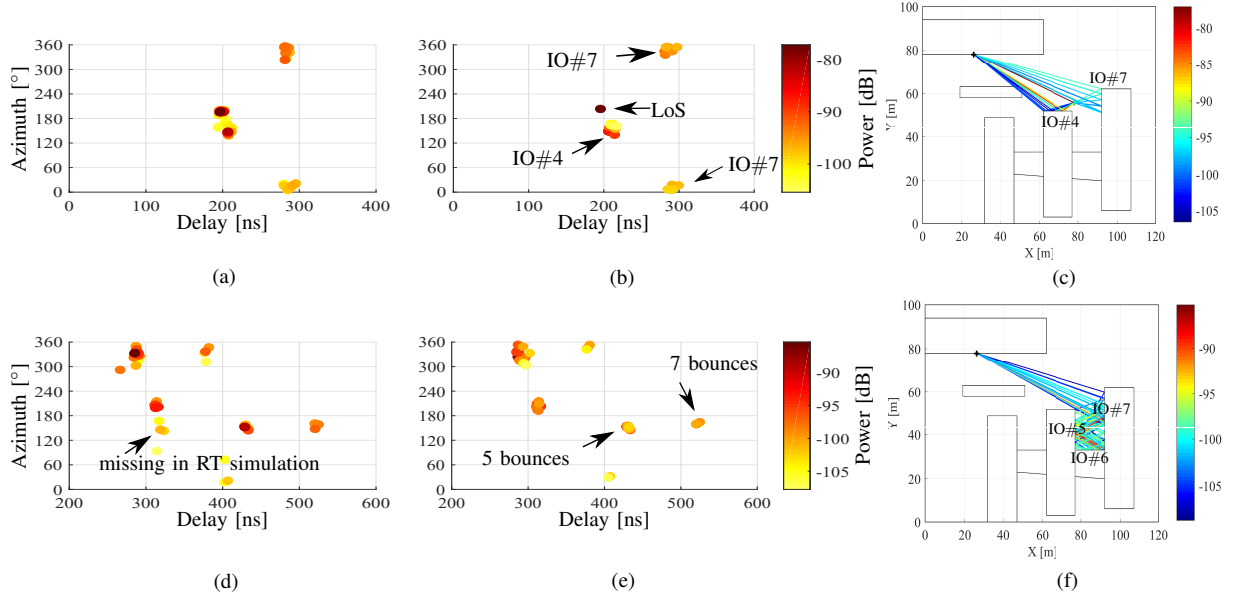 360
300
240
180
120
60
0
0 100 200 300 400
Azimuth [°]
Delay [ns]
(a)
360
300
240
180
120
60
0
0 100 200 300 400
IO#7
LoS
IO#4
IO#7
Delay [ns]
-80
-90
-100
Power [dB]
(b)
100
80
60
40
20
0
0 20 40 60 80 100 120
Y [m]
X [m]
IO#7
IO#4
-80
-85
-90
-95
-100
-105
(c)
360
300
240
180
120
60
0
200 300 400 500 600
Azimuth [°]
missing in RT simulation
Delay [ns]
(d)
360
300
240
180
120
60
0
200 300 400 500 600
7 bounces
5 bounces
Delay [ns]
-90
-95
-100
-105
Power [dB]
(e)
100
80
60
40
20
0
0 20 40 60 80 100 120
Y [m]
X [m]
IO#7
IO#5
IO#6
-90
-95
-100
-105
(f)